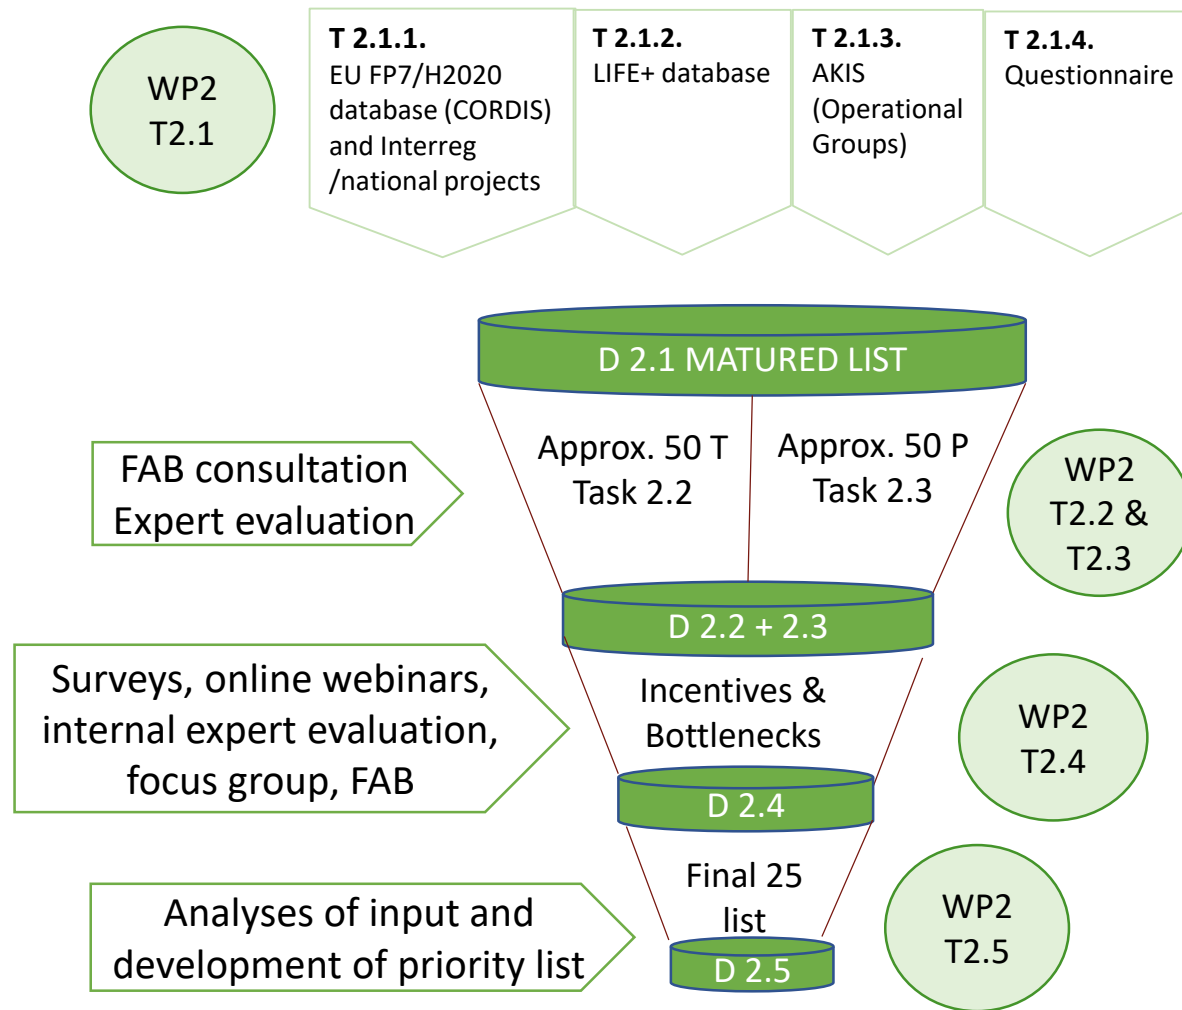 WP2
T2.1
T 2.1.1.
EU FP7/H2020
database (CORDIS)
and Interreg
/national projects
T 2.1.2.
LIFE+ database
T 2.1.3.
AKIS
(Operational
Groups)
T 2.1.4.
Questionnaire
D 2.1 MATURED LIST
FAB consultation
Expert evaluation
Approx. 50 T
Task 2.2
Approx. 50 P
Task 2.3
WP2
T2.2 &
T2.3
D 2.2 + 2.3
Surveys, online webinars,
internal expert evaluation,
focus group, FAB
Incentives &
Bottlenecks
WP2
T2.4
D 2.4
Analyses of input and
development of priority list
Final 25
list
WP2
T2.5
D 2.5